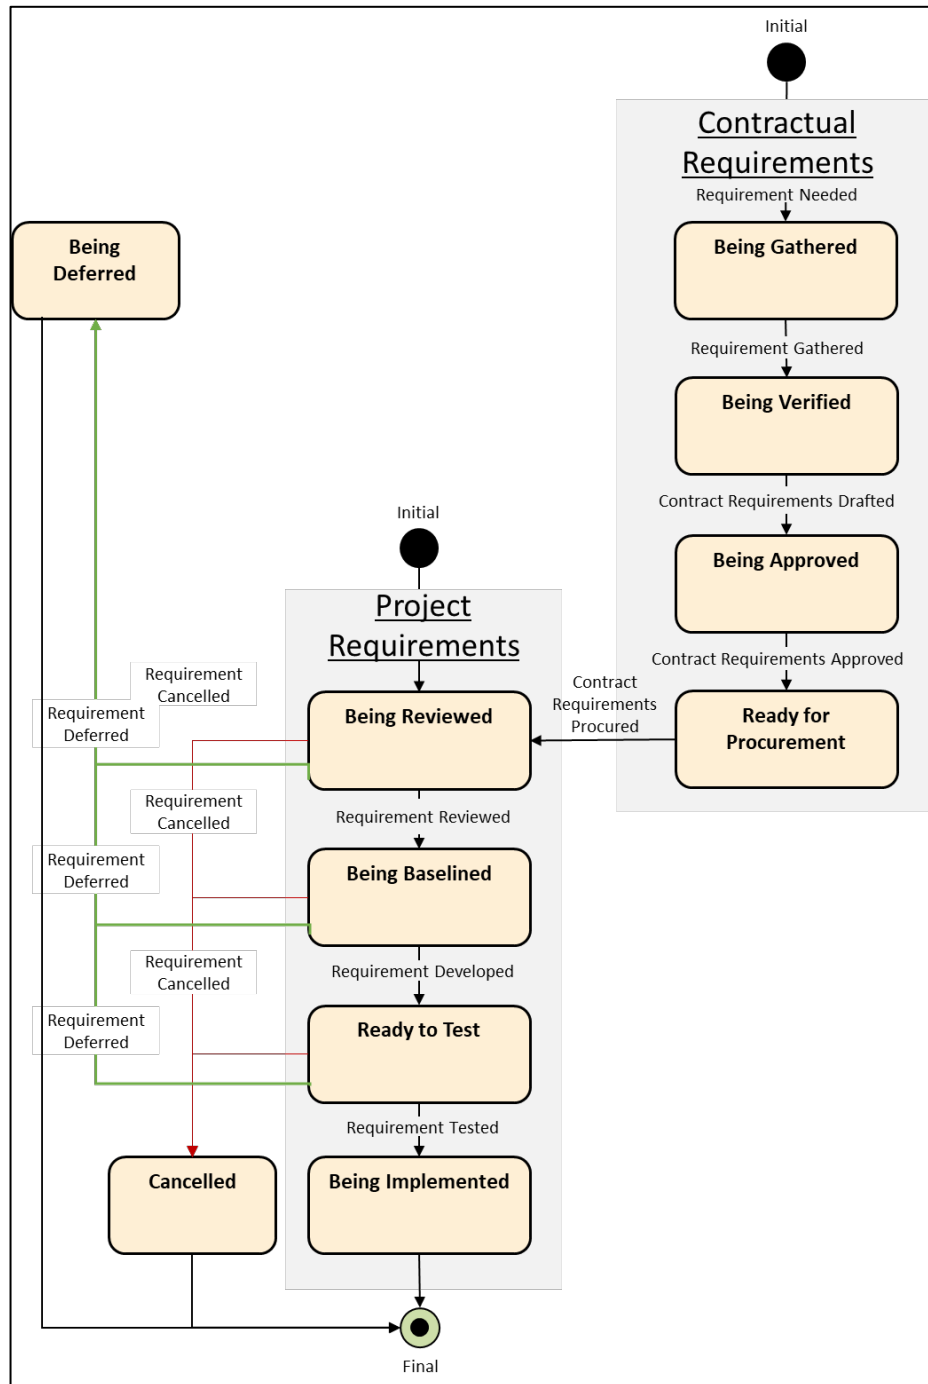 Initial
Contractual
Requirements
Requirement Needed
Being Gathered
Requirement Gathered
Being Verified
Contract Requirements Drafted
Being Approved
Contract Requirements Approved
Ready for
Procurement
Contract
Requirements
Procured
Being
Deferred
Initial
Project
Requirements
Being Reviewed
Requirement Reviewed
Being Baselined
Requirement Developed
Ready to Test
Requirement Tested
Being Implemented
Requirement
Cancelled
Requirement
Deferred
Requirement
Cancelled
Requirement
Deferred
Requirement
Cancelled
Requirement
Deferred
Cancelled
Final